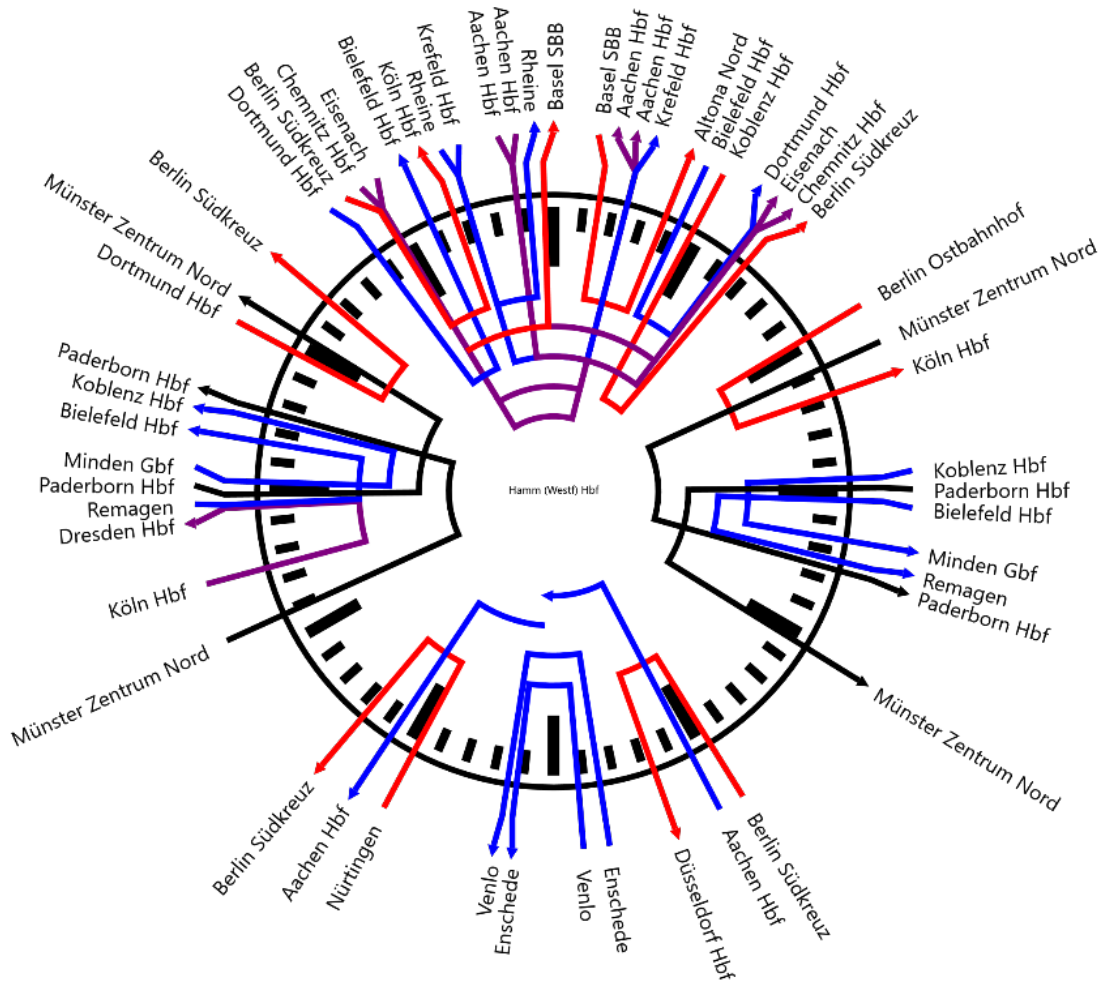 Basel SBB
Basel SBB
Aachen Hbf
Aachen Hbf
Krefeld Hbf
Altona Nord
Bielefeld Hbf
Koblenz Hbf
Dortmund Hbf
Eisenach
Chemnitz Hbf
Berlin Südkreuz
Berlin Ostbahnhof
Münster Zentrum Nord
Köln Hbf
Koblenz Hbf
Paderborn Hbf
Bielefeld Hbf
Minden Gbf
Remagen
Paderborn Hbf
Münster Zentrum Nord
Berlin Südkreuz
Aachen Hbf
Düsseldorf Hbf
Enschede
Venlo
Enschede
Venlo
Nürtingen
Aachen Hbf
Berlin Südkreuz
Münster Zentrum Nord
Köln Hbf
Dresden Hbf
Remagen
Paderborn Hbf
Minden Gbf
Bielefeld Hbf
Koblenz Hbf
Paderborn Hbf
Dortmund Hbf
Münster Zentrum Nord
Berlin Südkreuz
Dortmund Hbf
Berlin Südkreuz
Chemnitz Hbf
Eisenach
Bielefeld Hbf
Köln Hbf
Rheine
Krefeld Hbf
Aachen Hbf
Aachen Hbf
Rheine
Hamm (Westf) Hbf